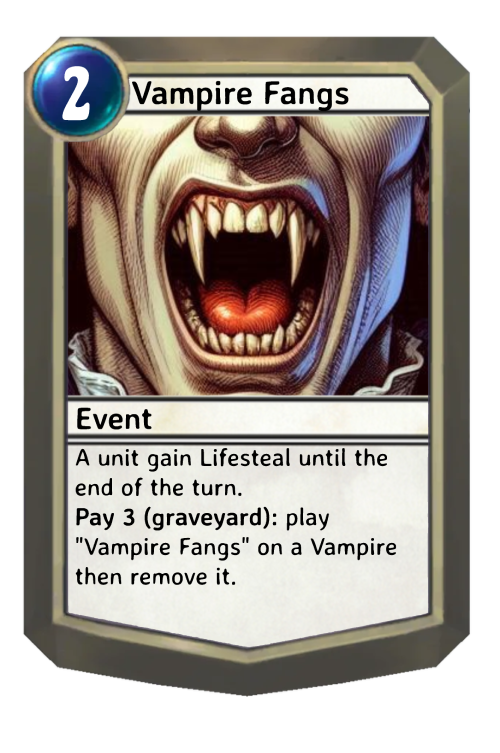 2
Vampire Fangs
Event
A unit gain Lifesteal until the
end of the turn.
Pay 3 (graveyard): play
"Vampire Fangs" on a Vampire
then remove it.